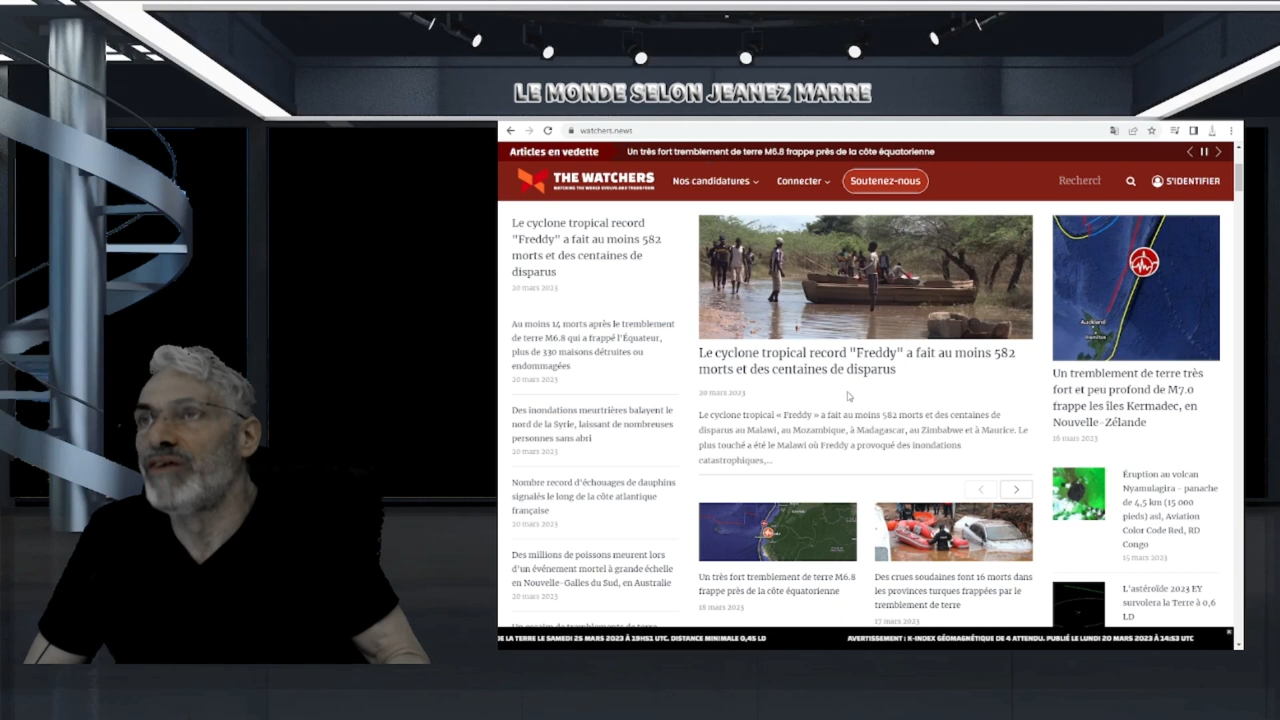 LE MONDE SELON JEANEZ MARRE
watchers.news
Articles en vedette
Un très fort tremblement de terre M6.8 frappe près de la côte équatorienne
THE WATCHERS
WATCHING THE WORLD EVOLVE AND TRANSFORM
Nos candidatures
Connecter
Soutenez-nous
Recherch
S'IDENTIFIER
Le cyclone tropical record
"Freddy" a fait au moins 582
morts et des centaines de
disparus
20 mars 2023
Au moins 14 morts après le tremblement
de terre M6.8 qui a frappé l'Équateur,
plus de 330 maisons détruites ou
endommagées
20 mars 2023
Des inondations meurtrières balayent le
nord de la Syrie, laissant de nombreuses
personnes sans abri
20 mars 2023
Nombre record d'échouages de dauphins
signalés le long de la côte atlantique
française
20 mars 2023
Des millions de poissons meurent lors
d'un événement mortel à grande échelle
en Nouvelle-Galles du Sud, en Australie
20 mars 2023
Un essaim de tremblements de terre
Le cyclone tropical record "Freddy" a fait au moins 582
morts et des centaines de disparus
20 mars 2023
Le cyclone tropical « Freddy » a fait au moins 582 morts et des centaines de
disparus au Malawi, au Mozambique, à Madagascar, au Zimbabwe et à Maurice. Le
plus touché a été le Malawi où Freddy a provoqué des inondations
catastrophiques,...
Un très fort tremblement de terre M6.8
frappe près de la côte équatorienne
18 mars 2023
Des crues soudaines font 16 morts dans
les provinces turques frappées par le
tremblement de terre
17 mars 2023
Auckland
Hamilton
Un tremblement de terre très
fort et peu profond de M7.0
frappe les îles Kermadec, en
Nouvelle-Zélande
16 mars 2023
Éruption au volcan
Nyamulagira - panache
de 4,5 km (15 000
pieds) asl, Aviation
Color Code Red, RD
Congo
15 mars 2023
L'astéroïde 2023 EY
survolera la Terre à 0,6
LD
DE LA TERRE LE SAMEDI 25 MARS 2023 À 19H51 UTC. DISTANCE MINIMALE 0,45 LD
AVERTISSEMENT : K-INDEX GÉOMAGNÉTIQUE DE 4 ATTENDU. PUBLIÉ LE LUNDI 20 MARS 2023 À 14:53 UTC